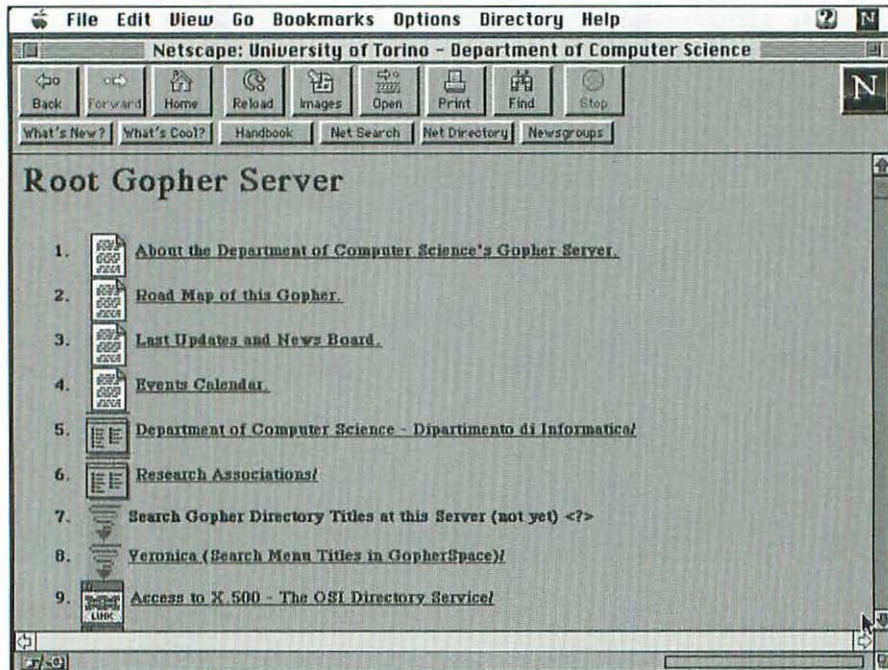 File Edit View Go Bookmarks Options Directory Help ? N
Netscape: University of Torino – Department of Computer Science
Back Forward Home Reload Images Open Print Find Stop N
What's New? What's Cool? Handbook Net Search Net Directory Newsgroups
Root Gopher Server
1. About the Department of Computer Science's Gopher Server.
2. Road Map of this Gopher.
3. Last Updates and News Board.
4. Events Calendar.
5. Department of Computer Science - Dipartimento di Informatica/
6. Research Associations/
7. Search Gopher Directory Titles at this Server (not yet) <?>
8. Veronica (Search Menu Titles in GopherSpace)/
9. Access to X.500 - The OSI Directory Service/
LINK